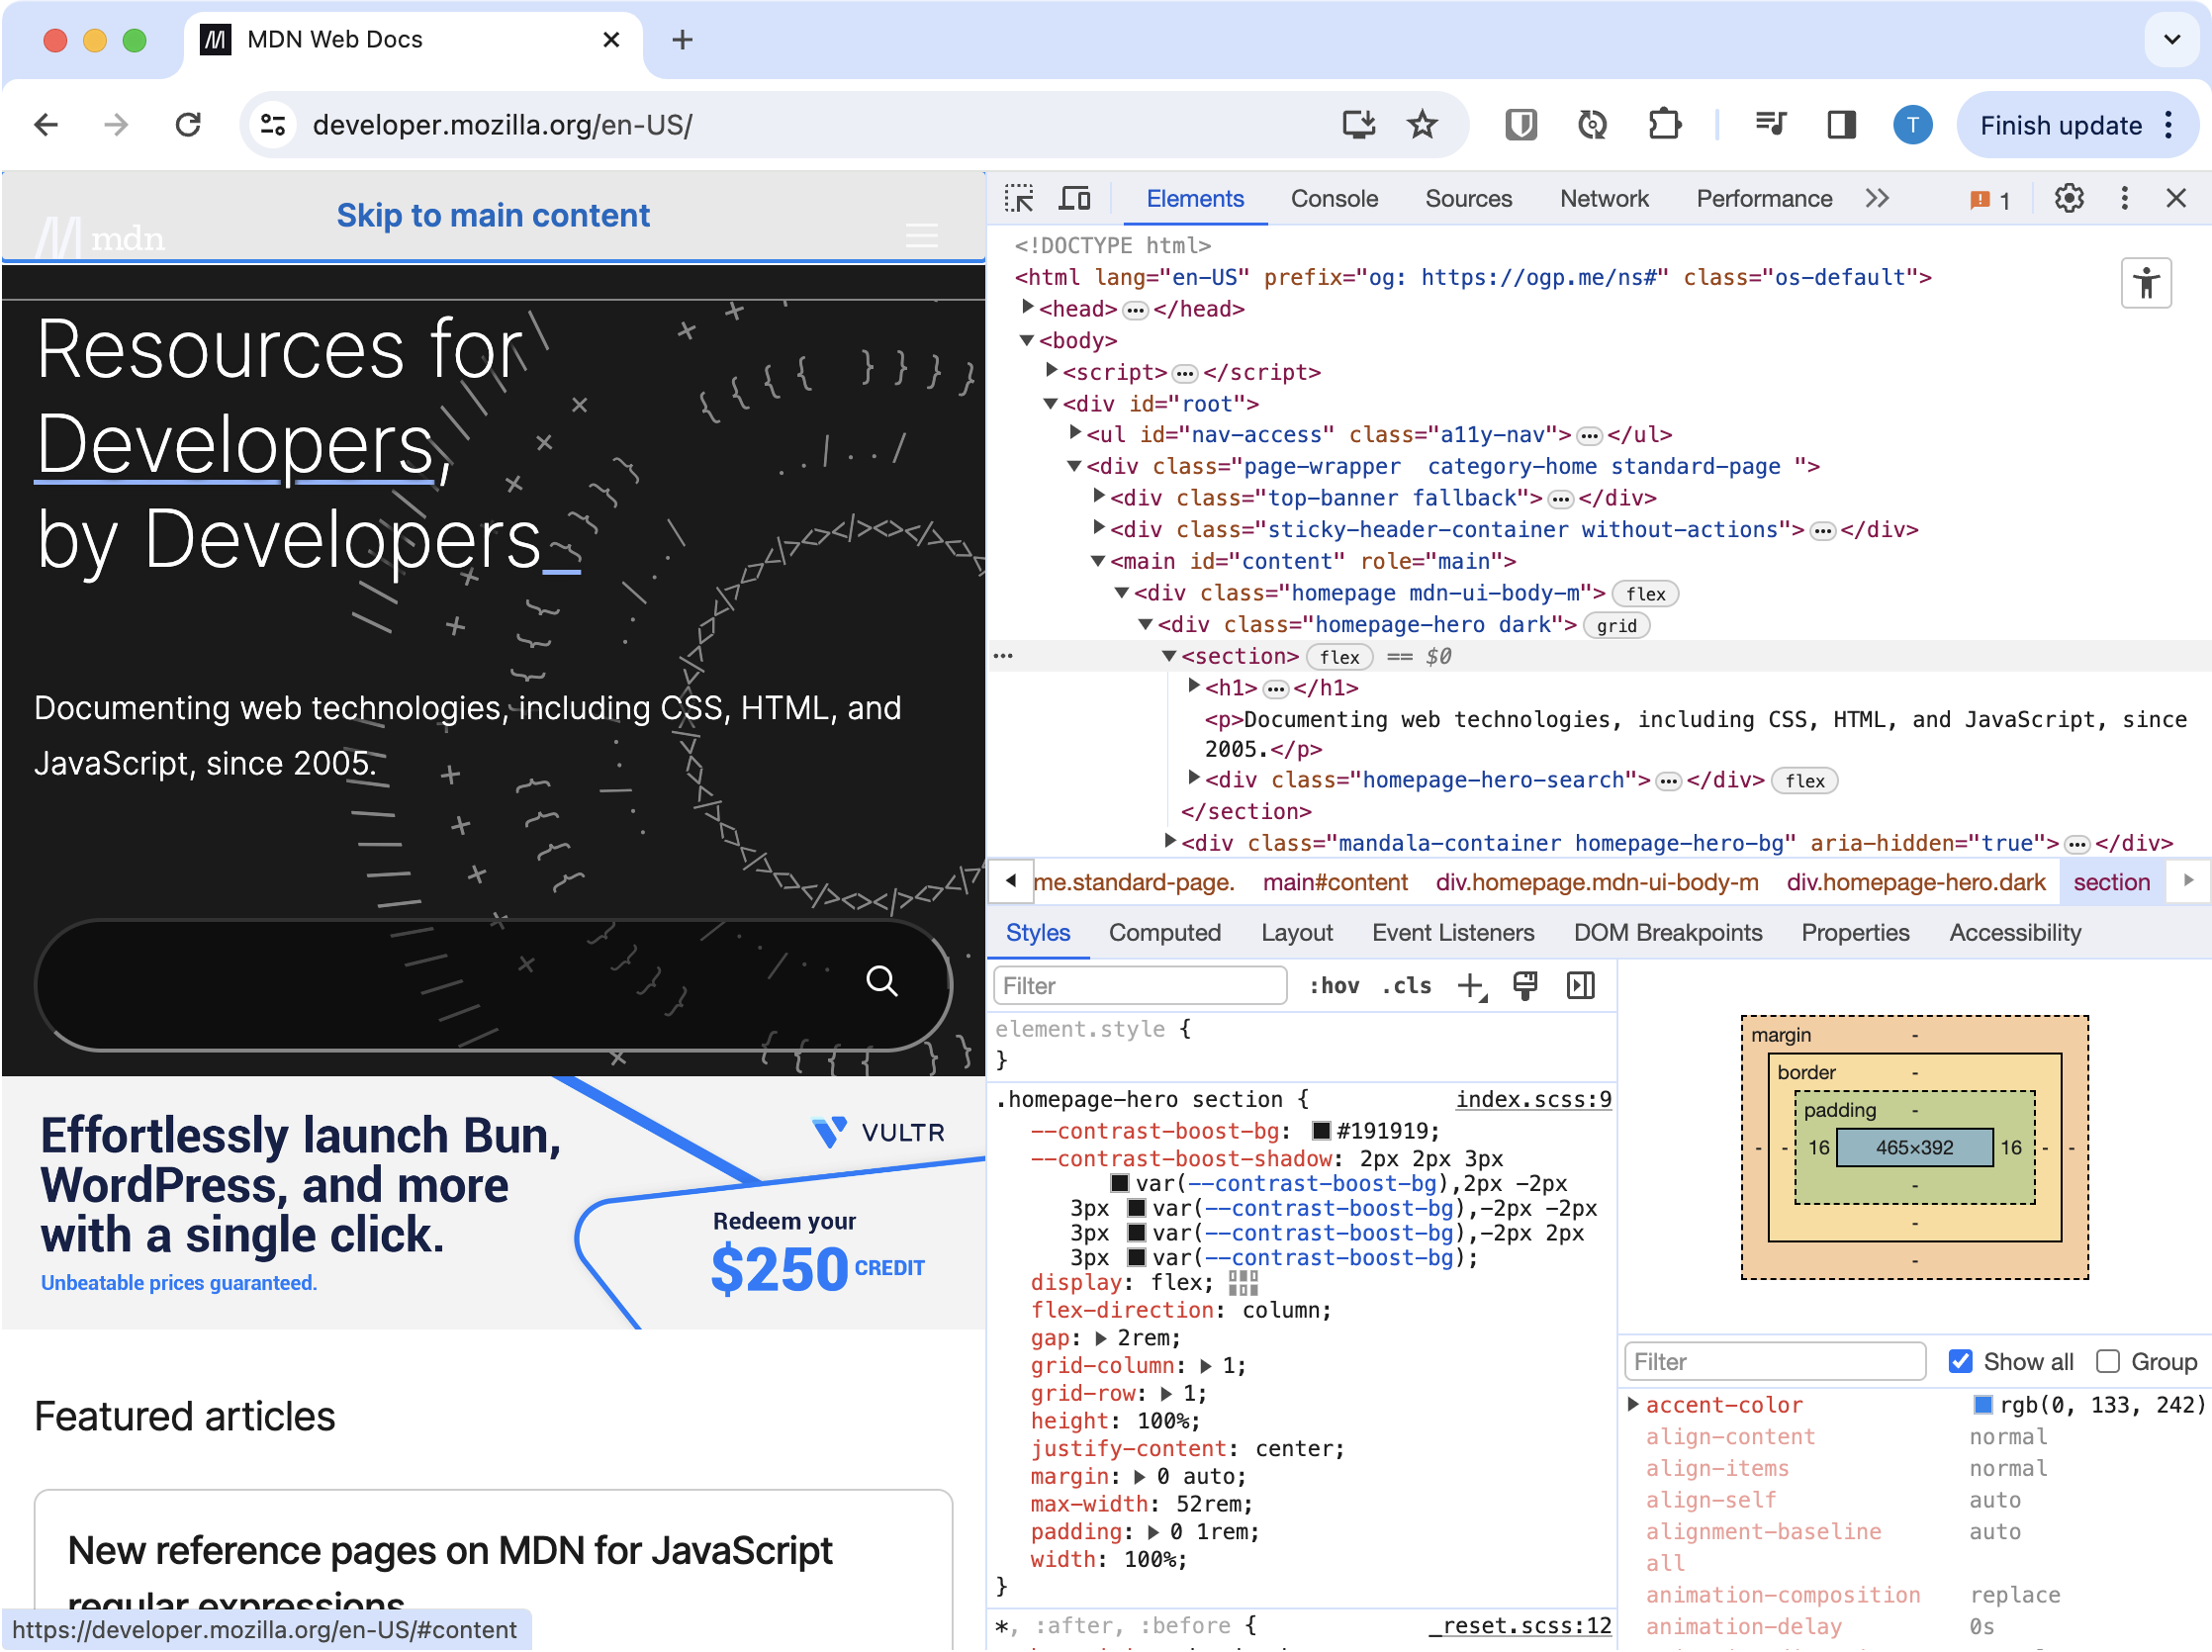 MDN Web Docs
developer.mozilla.org/en-US/
T
Finish update
Skip to main content
mdn
Resources for
Developers,
by Developers_
Documenting web technologies, including CSS, HTML, and
JavaScript, since 2005.
Effortlessly launch Bun,
WordPress, and more
with a single click.
Unbeatable prices guaranteed.
VULTR
Redeem your
$250 CREDIT
Featured articles
New reference pages on MDN for JavaScript
regular expressions
https://developer.mozilla.org/en-US/#content
Elements Console Sources Network Performance 1
<!DOCTYPE html>
<html lang="en-US" prefix="og: https://ogp.me/ns#" class="os-default">
<head> ••• </head>
<body>
<script> ••• </script>
<div id="root">
<ul id="nav-access" class="a11y-nav"> ••• </ul>
<div class="page-wrapper  category-home standard-page ">
<div class="top-banner fallback"> ••• </div>
<div class="sticky-header-container without-actions"> ••• </div>
<main id="content" role="main">
<div class="homepage mdn-ui-body-m"> flex
<div class="homepage-hero dark"> grid
••• <section> flex == $0
<h1> ••• </h1>
<p>Documenting web technologies, including CSS, HTML, and JavaScript, since
2005.</p>
<div class="homepage-hero-search"> ••• </div> flex
</section>
<div class="mandala-container homepage-hero-bg" aria-hidden="true"> ••• </div>
me.standard-page. main#content div.homepage.mdn-ui-body-m div.homepage-hero.dark section
Styles Computed Layout Event Listeners DOM Breakpoints Properties Accessibility
Filter :hov .cls
element.style {
}
.homepage-hero section { index.scss:9
--contrast-boost-bg: #191919;
--contrast-boost-shadow: 2px 2px 3px
var(--contrast-boost-bg),2px -2px
3px var(--contrast-boost-bg),-2px -2px
3px var(--contrast-boost-bg),-2px 2px
3px var(--contrast-boost-bg);
display: flex;
flex-direction: column;
gap: 2rem;
grid-column: 1;
grid-row: 1;
height: 100%;
justify-content: center;
margin: 0 auto;
max-width: 52rem;
padding: 0 1rem;
width: 100%;
}
*, :after, :before { _reset.scss:12
margin -
border -
padding -
- - 16 465×392 16 - -
-
-
-
Filter Show all Group
accent-color rgb(0, 133, 242)
align-content normal
align-items normal
align-self auto
alignment-baseline auto
all
animation-composition replace
animation-delay 0s